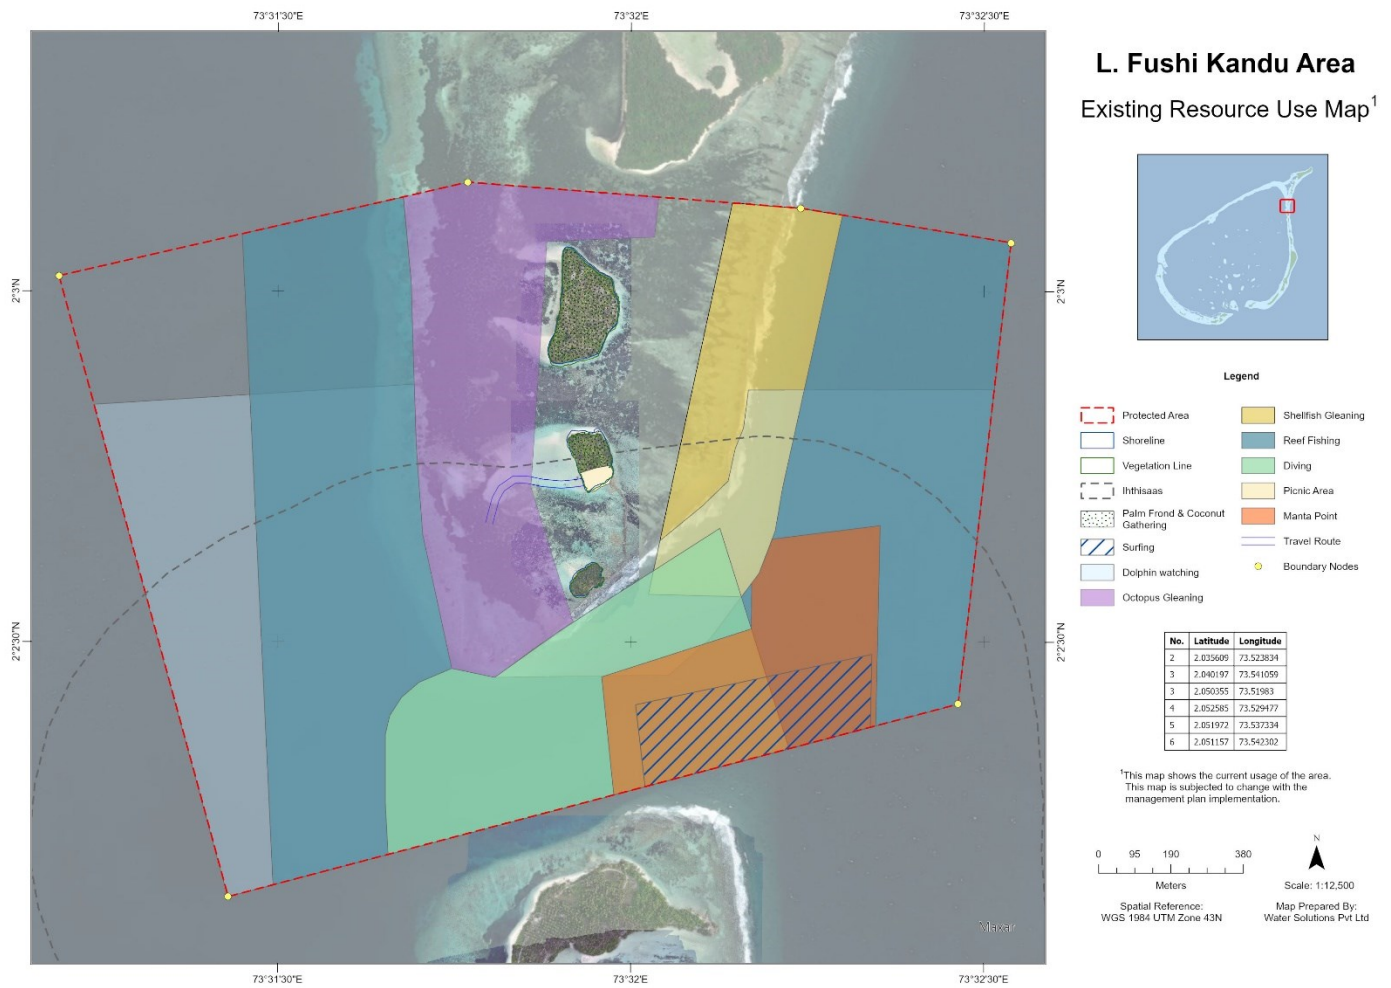 73°31'30"E 73°32'E 73°32'30"E
2°3'N 2°3'N
2°2'30"N 2°2'30"N
Maxar
73°31'30"E 73°32'E 73°32'30"E
L. Fushi Kandu Area
Existing Resource Use Map1
Legend
Protected Area
Shoreline
Vegetation Line
Ihthisaas
Palm Frond & Coconut
Gathering
Surfing
Dolphin watching
Octopus Gleaning
Shellfish Gleaning
Reef Fishing
Diving
Picnic Area
Manta Point
Travel Route
Boundary Nodes
No. Latitude Longitude
2 2.035609 73.523834
3 2.040197 73.541059
3 2.050355 73.51983
4 2.052585 73.529477
5 2.051972 73.537334
6 2.051157 73.542302
1This map shows the current usage of the area.
This map is subjected to change with the
management plan implementation.
0 95 190 380
Meters
Spatial Reference:
WGS 1984 UTM Zone 43N
N
Scale: 1:12,500
Map Prepared By:
Water Solutions Pvt Ltd